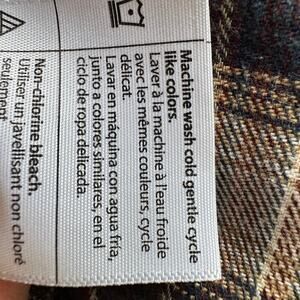 Machine wash cold gentle cycle
like colors.
Laver à la machine à l'eau froide
avec les mêmes couleurs, cycle
délicat.
Lavar en máquina con agua fría,
junto a colores similares, en el
ciclo de ropa delicada.
Non-chlorine bleach.
Utiliser un javellisant non chloré
seulement